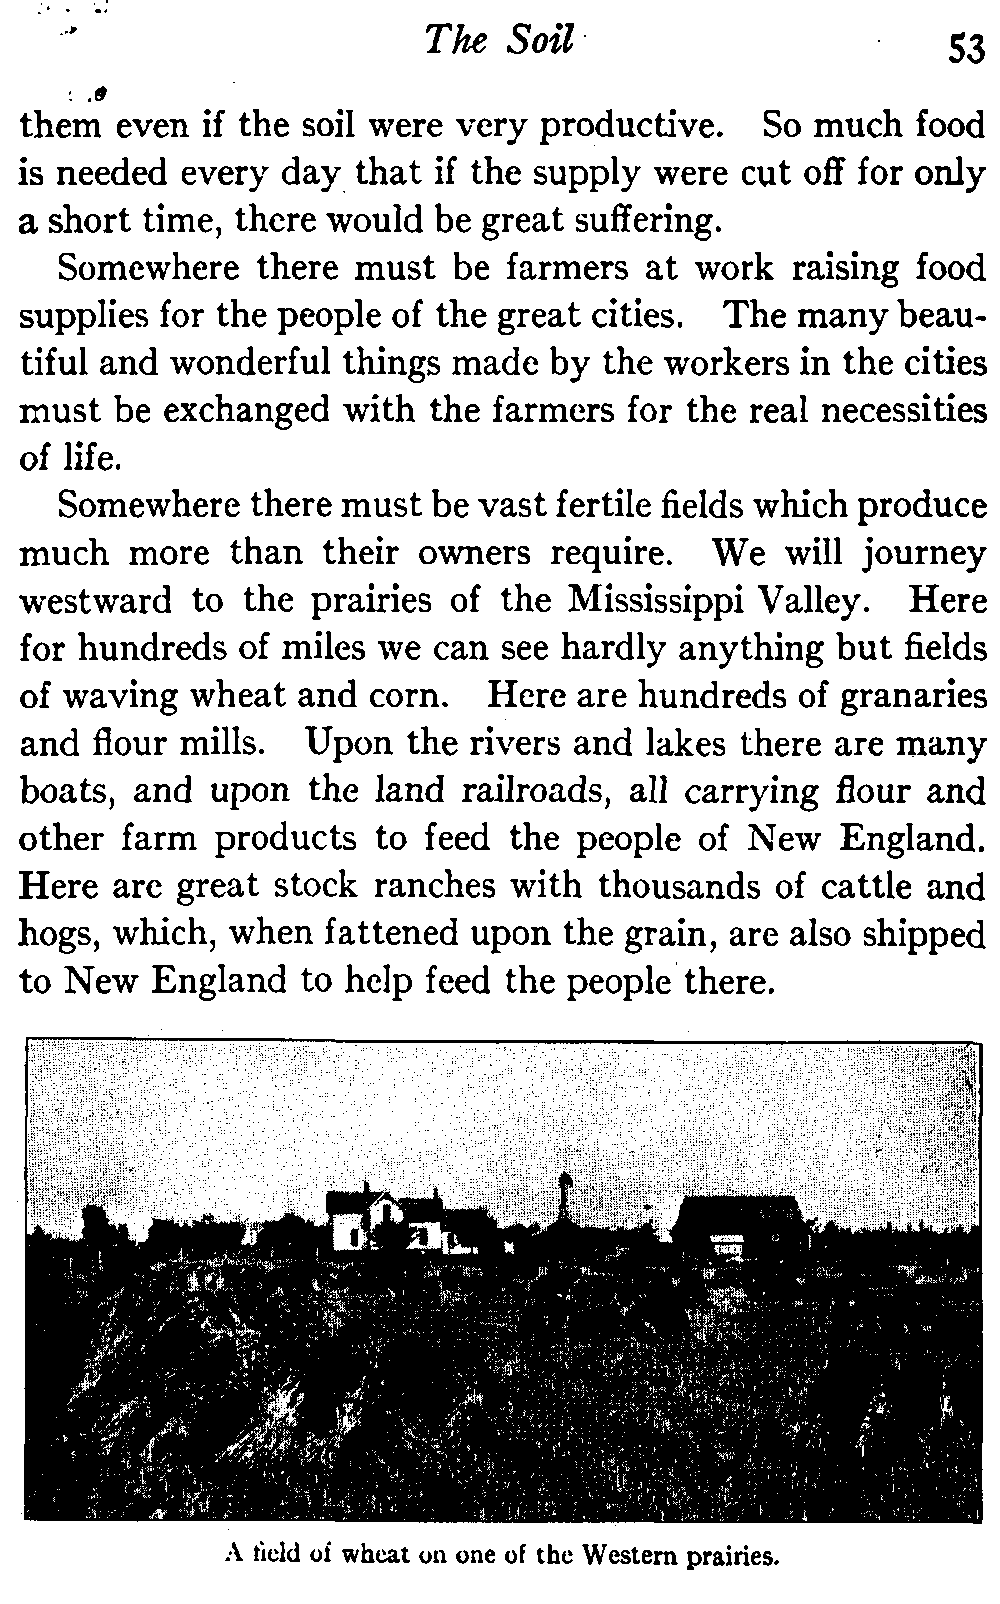 The Soil 53
them even if the soil were very productive. So much food
is needed every day that if the supply were cut off for only
a short time, there would be great suffering.
Somewhere there must be farmers at work raising food
supplies for the people of the great cities. The many beau-
tiful and wonderful things made by the workers in the cities
must be exchanged with the farmers for the real necessities
of life.
Somewhere there must be vast fertile fields which produce
much more than their owners require. We will journey
westward to the prairies of the Mississippi Valley. Here
for hundreds of miles we can see hardly anything but fields
of waving wheat and corn. Here are hundreds of granaries
and flour mills. Upon the rivers and lakes there are many
boats, and upon the land railroads, all carrying flour and
other farm products to feed the people of New England.
Here are great stock ranches with thousands of cattle and
hogs, which, when fattened upon the grain, are also shipped
to New England to help feed the people there.
A field of wheat on one of the Western prairies.